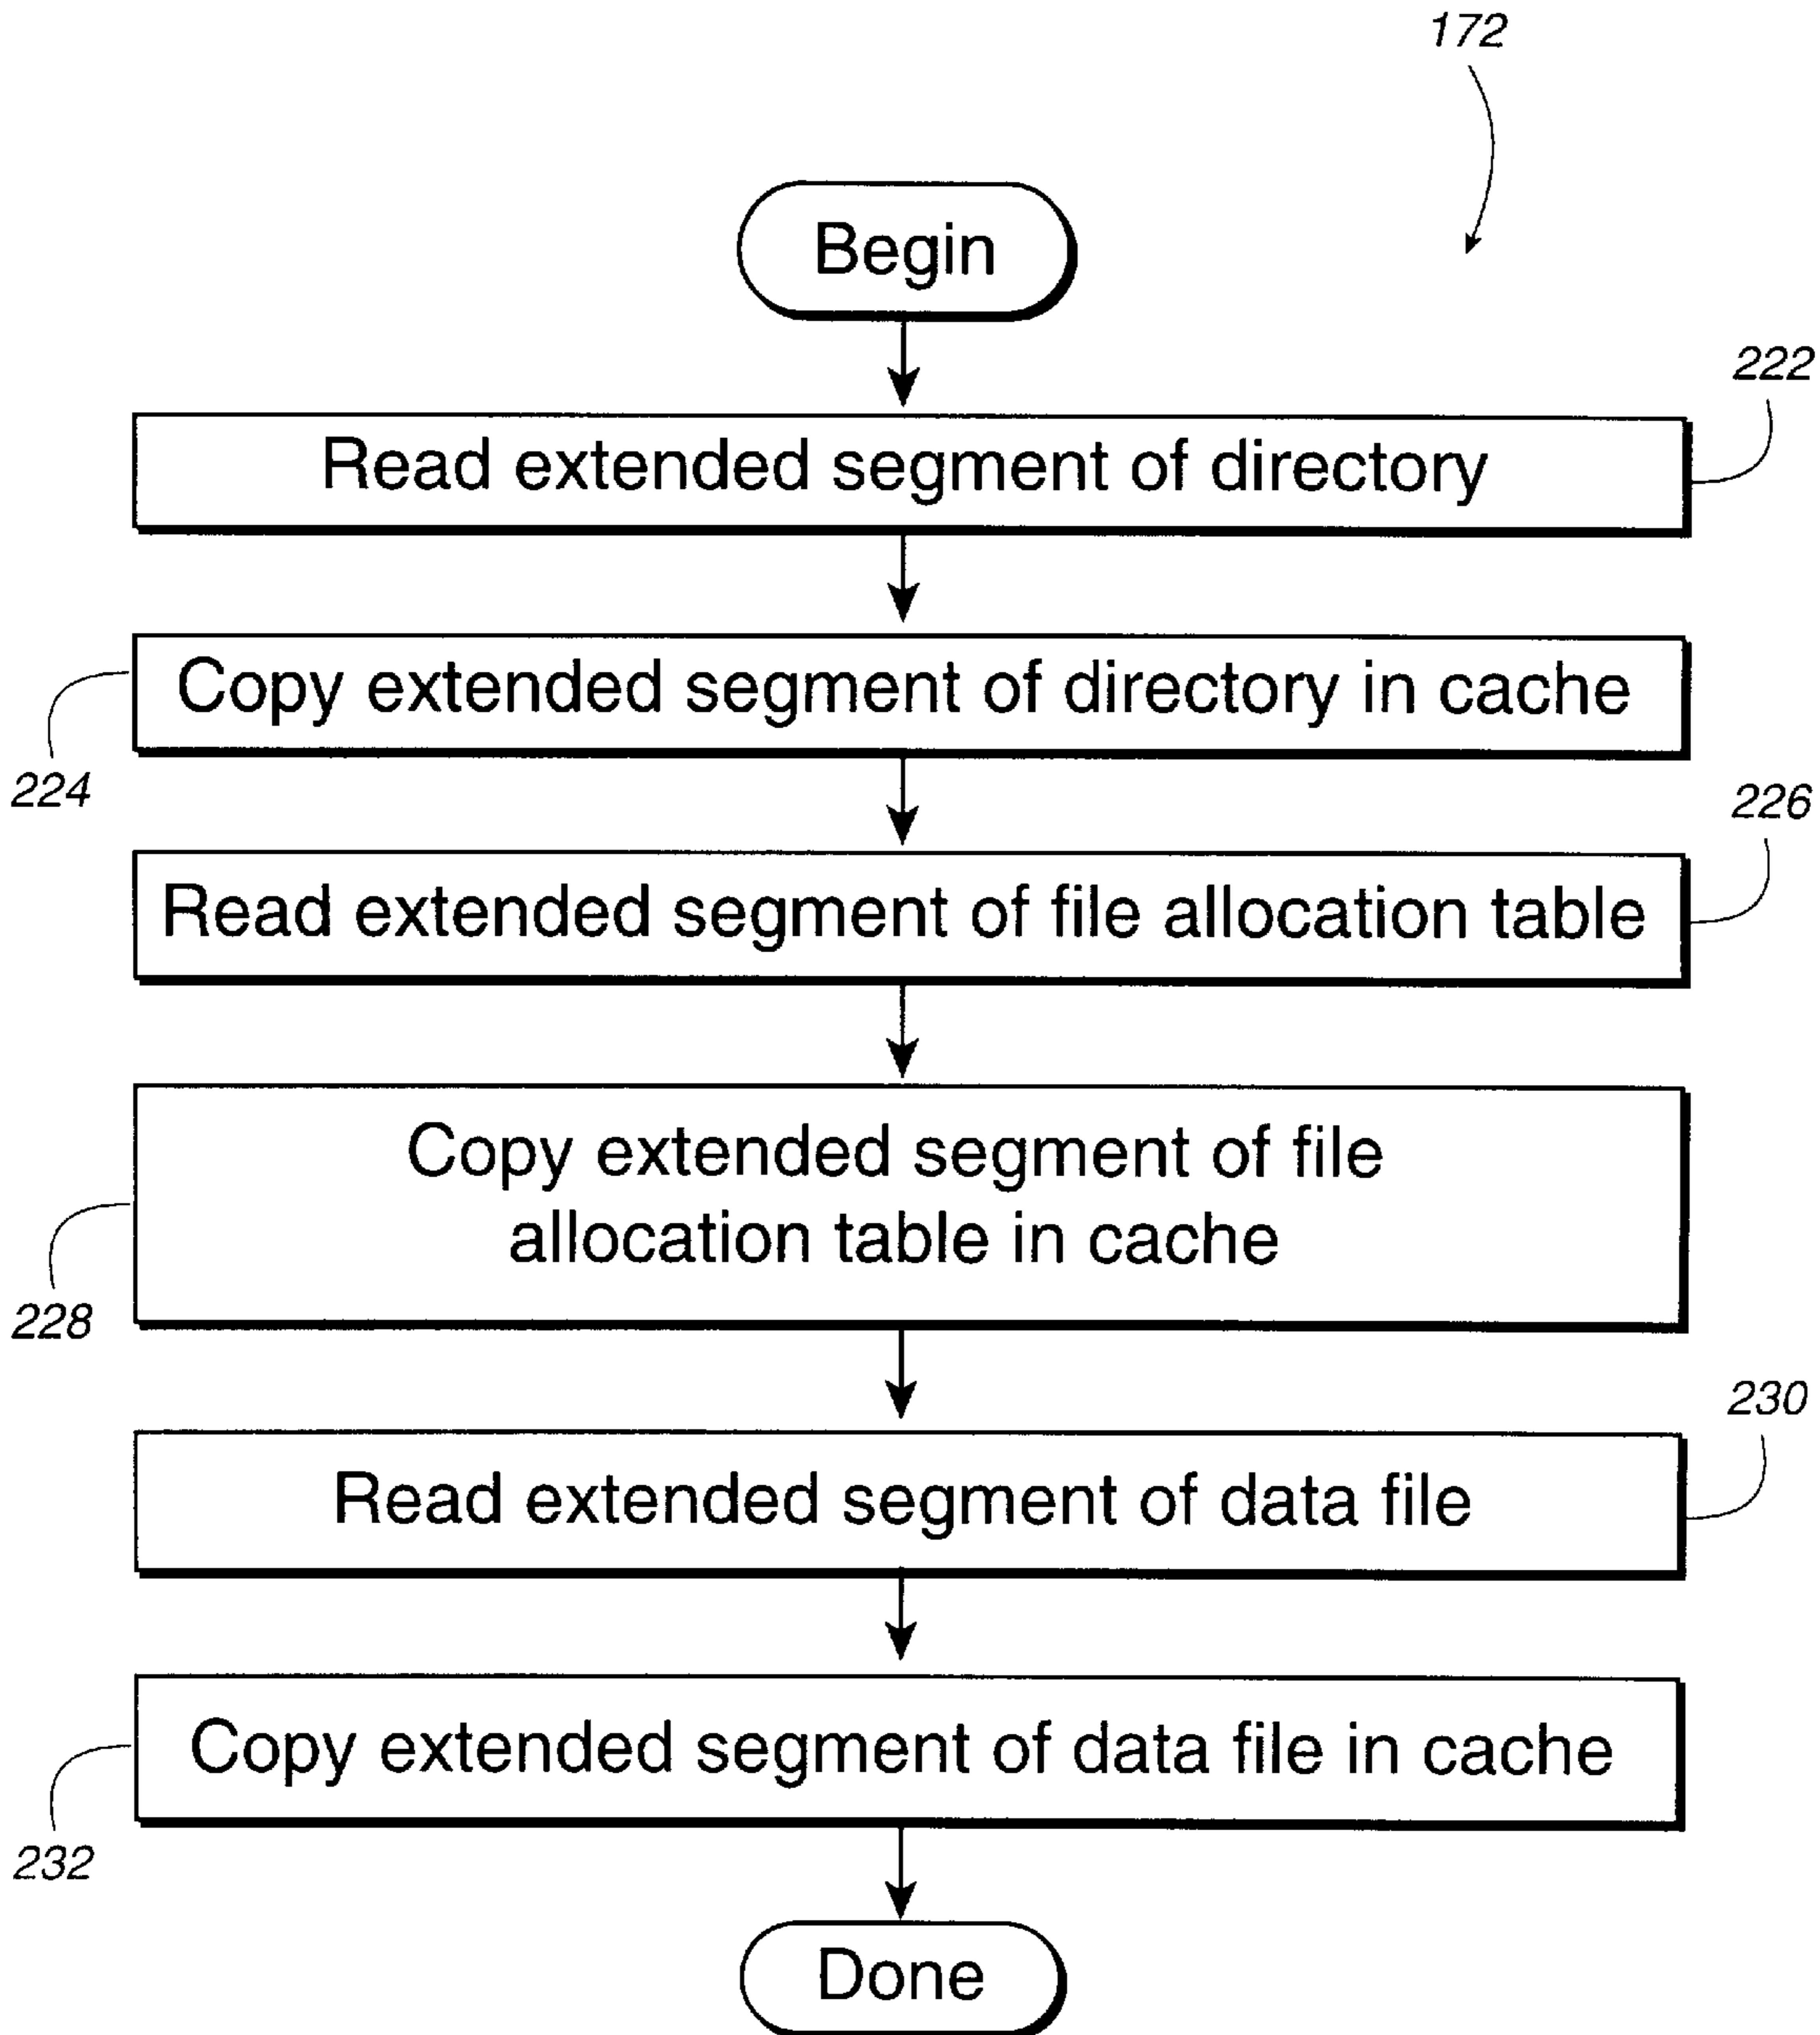 172
Begin
222
Read extended segment of directory
Copy extended segment of directory in cache
224
226
Read extended segment of file allocation table
Copy extended segment of file
allocation table in cache
228
230
Read extended segment of data file
Copy extended segment of data file in cache
232
Done